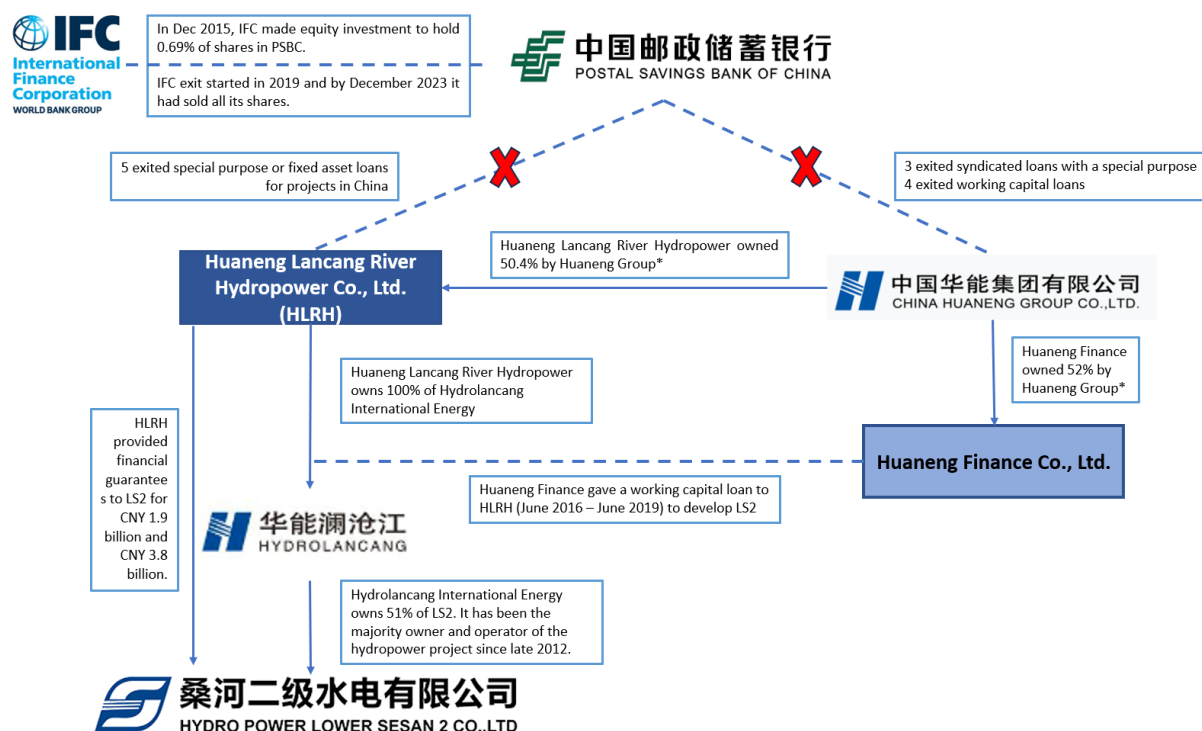 IFC
International
Finance
Corporation
WORLD BANK GROUP
In Dec 2015, IFC made equity investment to hold
0.69% of shares in PSBC.
IFC exit started in 2019 and by December 2023 it
had sold all its shares.
中国邮政储蓄银行
POSTAL SAVINGS BANK OF CHINA
5 exited special purpose or fixed asset loans
for projects in China
3 exited syndicated loans with a special purpose
4 exited working capital loans
Huaneng Lancang River
Hydropower Co., Ltd.
(HLRH)
Huaneng Lancang River Hydropower owned
50.4% by Huaneng Group*
中国华能集团有限公司
CHINA HUANENG GROUP CO.,LTD.
Huaneng Lancang River Hydropower
owns 100% of Hydrolancang
International Energy
Huaneng Finance
owned 52% by
Huaneng Group*
HLRH
provided
financial
guarantee
s to LS2 for
CNY 1.9
billion and
CNY 3.8
billion.
Huaneng Finance Co., Ltd.
Huaneng Finance gave a working capital loan to
HLRH (June 2016 – June 2019) to develop LS2
华能澜沧江
HYDROLANCANG
Hydrolancang International Energy
owns 51% of LS2. It has been the
majority owner and operator of the
hydropower project since late 2012.
桑河二级水电有限公司
HYDRO POWER LOWER SESAN 2 CO.,LTD